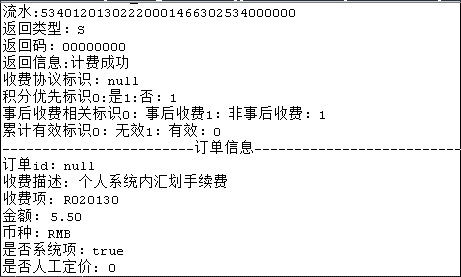 流水:53401201302220001466302534000000
返回类型: S
返回码: 00000000
返回信息:计费成功
收费协议标识: null
积分优先标识0:是1:否: 1
事后收费相关标识0: 事后收费1: 非事后收费: 1
累计有效标识0: 无效1: 有效: 0
------------------------订单信息------------------------
订单id: null
收费描述: 个人系统内汇划手续费
收费项: R020130
金额: 5.50
币种: RMB
是否系统项: true
是否人工定价: 0